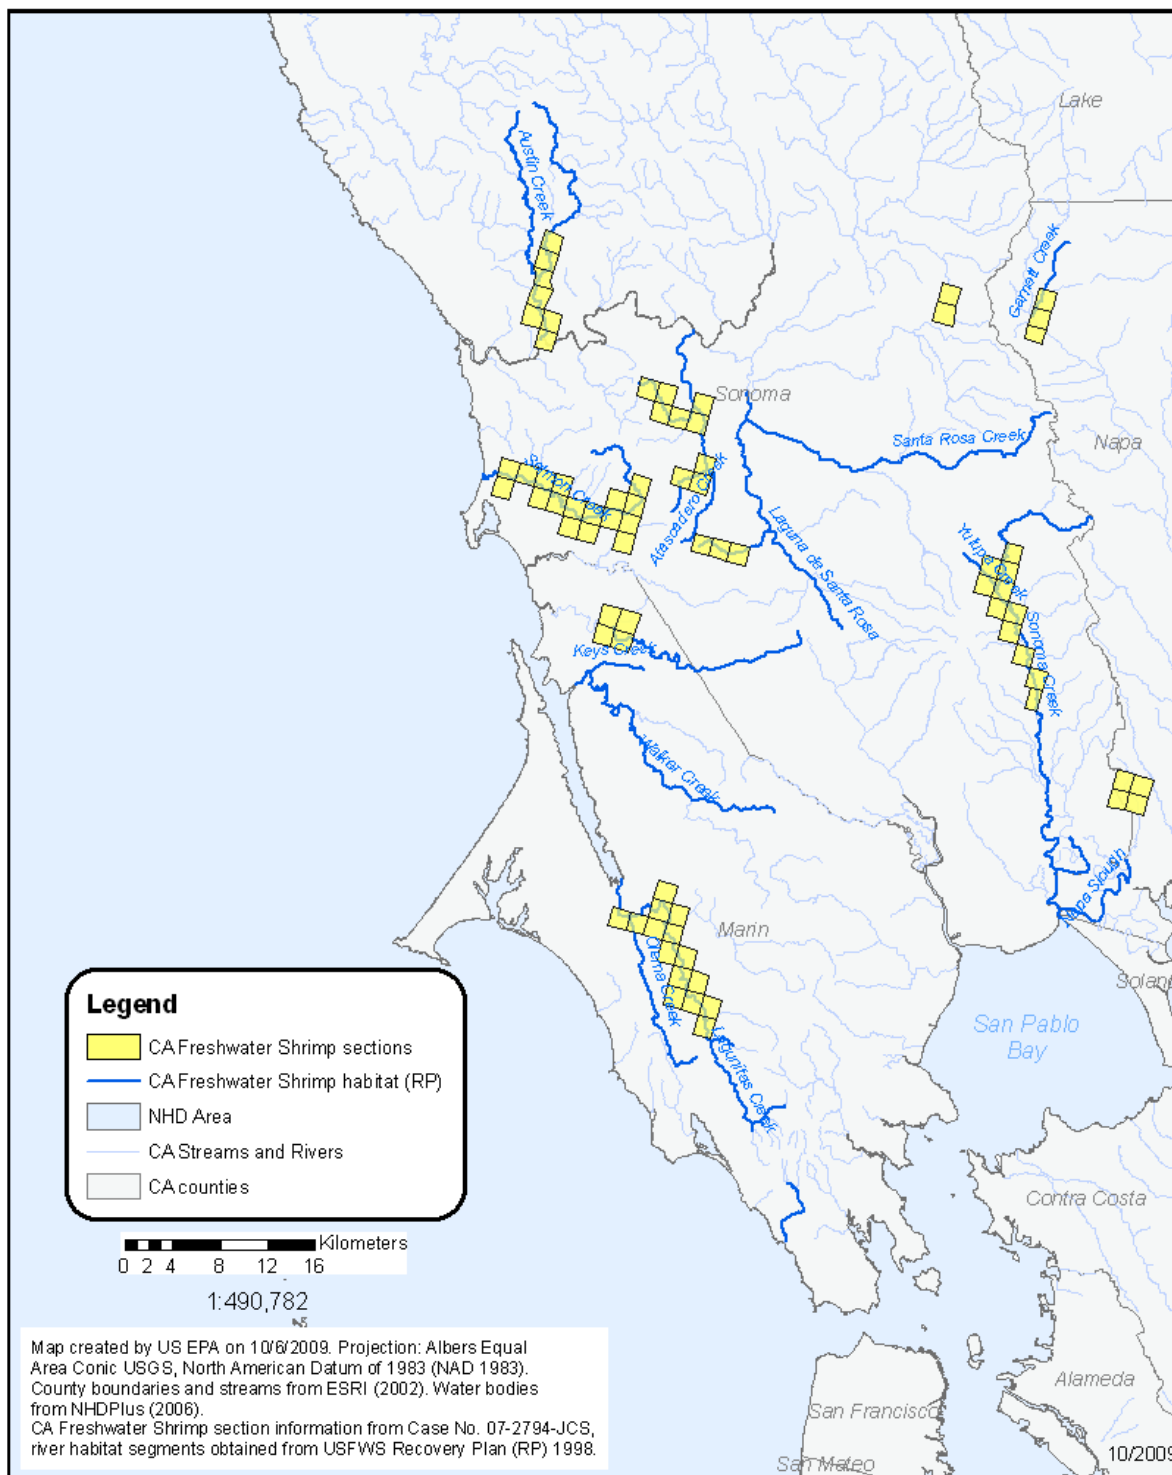 Lake
Austin Creek
Garnett Creek
Sonoma
Santa Rosa Creek
Napa
Salmon Creek
Atascadero Creek
Laguna de Santa Rosa
Yulupa Creek
Sonoma Creek
Keys Creek
Walker Creek
Napa Slough
Marin
Olema Creek
Solano
San Pablo
Bay
Lagunitas Creek
Legend
CA Freshwater Shrimp sections
CA Freshwater Shrimp habitat (RP)
NHD Area
CA Streams and Rivers
CA counties
Contra Costa
Kilometers
0 2 4 8 12 16
1:490,782
Map created by US EPA on 10/6/2009. Projection: Albers Equal
Area Conic USGS, North American Datum of 1983 (NAD 1983).
County boundaries and streams from ESRI (2002). Water bodies
from NHDPlus (2006).
CA Freshwater Shrimp section information from Case No. 07-2794-JCS,
river habitat segments obtained from USFWS Recovery Plan (RP) 1998.
Alameda
San Francisco
10/2009
San Mateo